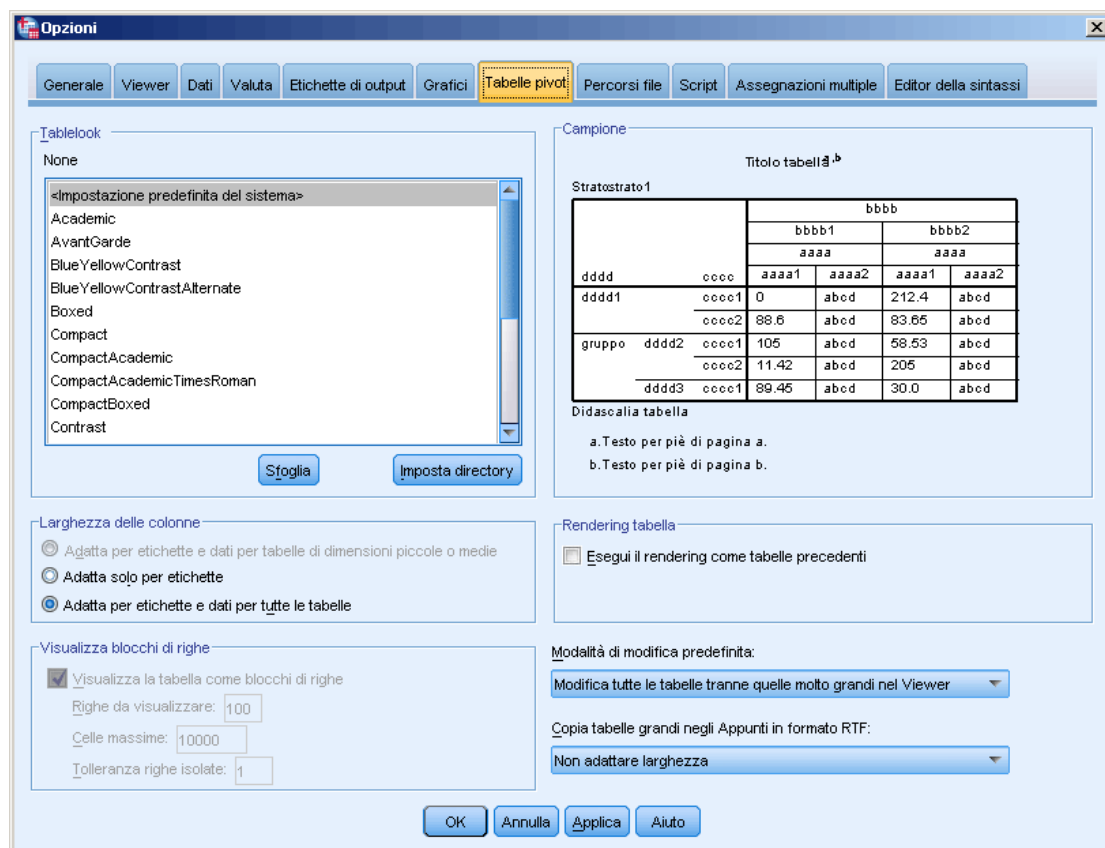 Opzioni
Generale Viewer Dati Valuta Etichette di output Grafici Tabelle pivot Percorsi file Script Assegnazioni multiple Editor della sintassi
Tablelook
None
<Impostazione predefinita del sistema>
Academic
AvantGarde
BlueYellowContrast
BlueYellowContrastAlternate
Boxed
Compact
CompactAcademic
CompactAcademicTimesRoman
CompactBoxed
Contrast
Sfoglia Imposta directory
Campione
Titolo tabella a,b
Stratostrato1
bbbb
bbbb1 bbbb2
aaaa aaaa
dddd cccc aaaa1 aaaa2 aaaa1 aaaa2
dddd1 cccc1 0 abcd 212.4 abcd
cccc2 88.6 abcd 83.65 abcd
gruppo dddd2 cccc1 105 abcd 58.53 abcd
cccc2 11.42 abcd 205 abcd
dddd3 cccc1 89.45 abcd 30.0 abcd
Didascalia tabella
a.Testo per piè di pagina a.
b.Testo per piè di pagina b.
Larghezza delle colonne
Adatta per etichette e dati per tabelle di dimensioni piccole o medie
Adatta solo per etichette
Adatta per etichette e dati per tutte le tabelle
Rendering tabella
Esegui il rendering come tabelle precedenti
Visualizza blocchi di righe
Visualizza la tabella come blocchi di righe
Righe da visualizzare: 100
Celle massime: 10000
Tolleranza righe isolate: 1
Modalità di modifica predefinita:
Modifica tutte le tabelle tranne quelle molto grandi nel Viewer
Copia tabelle grandi negli Appunti in formato RTF:
Non adattare larghezza
OK Annulla Applica Aiuto